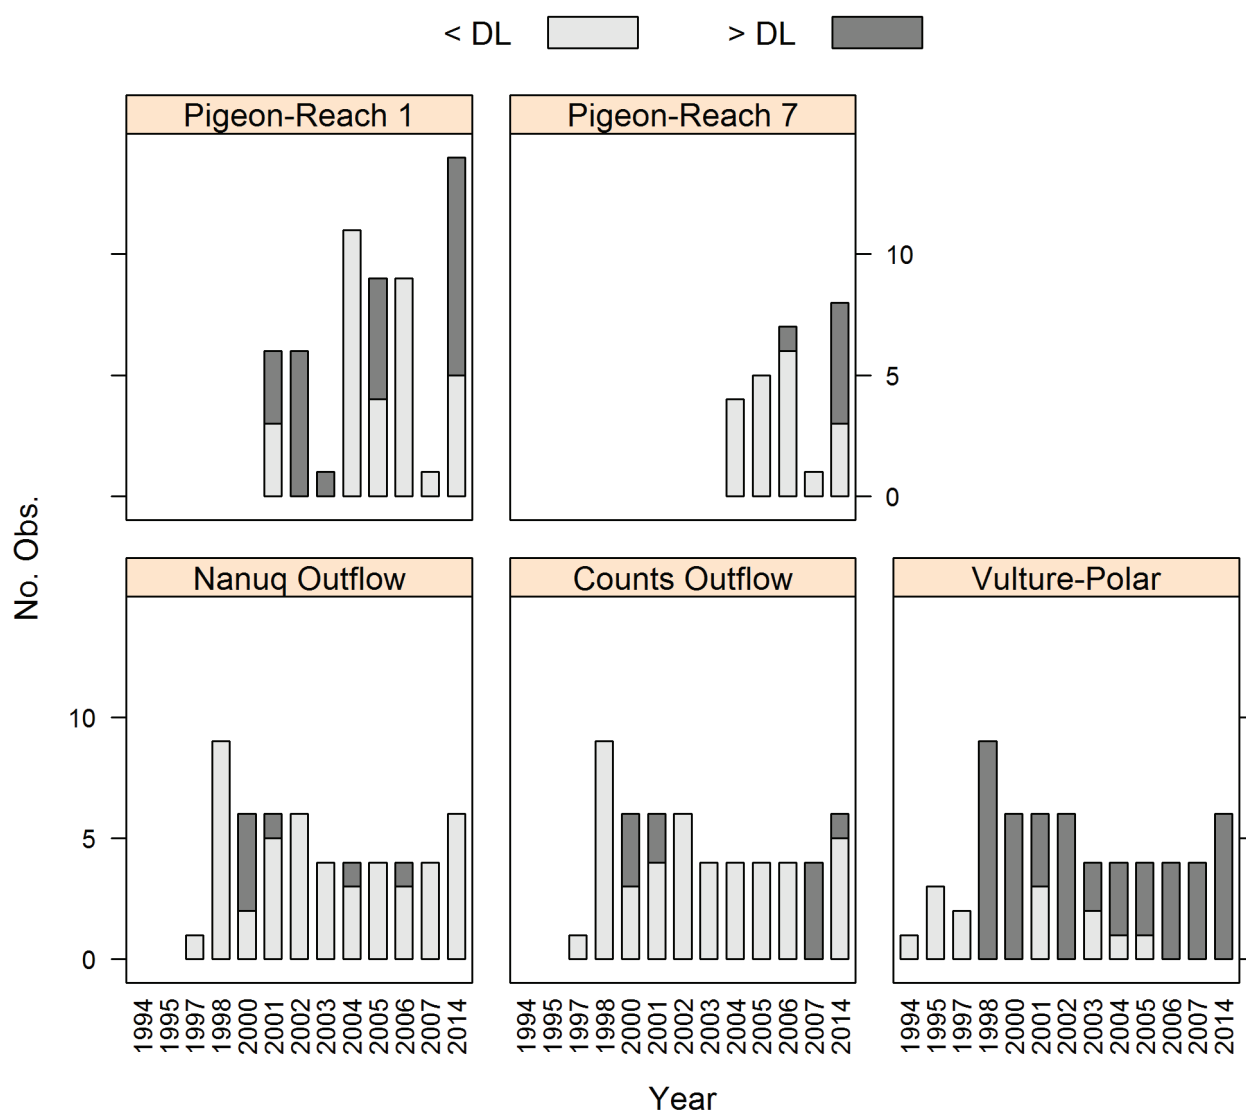 < DL > DL
Pigeon-Reach 1 Pigeon-Reach 7
10
5
0
No. Obs.
Nanuq Outflow Counts Outflow Vulture-Polar
10
5
0
1994 1995 1997 1998 2000 2001 2002 2003 2004 2005 2006 2007 2014 1994 1995 1997 1998 2000 2001 2002 2003 2004 2005 2006 2007 2014 1994 1995 1997 1998 2000 2001 2002 2003 2004 2005 2006 2007 2014
Year